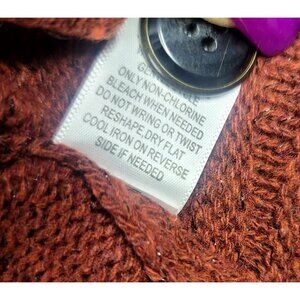 ONLY NON-CHLORINE
BLEACH WHEN NEEDED
DO NOT WRING OR TWIST
RESHAPE, DRY FLAT
COOL IRON ON REVERSE
SIDE IF NEEDED